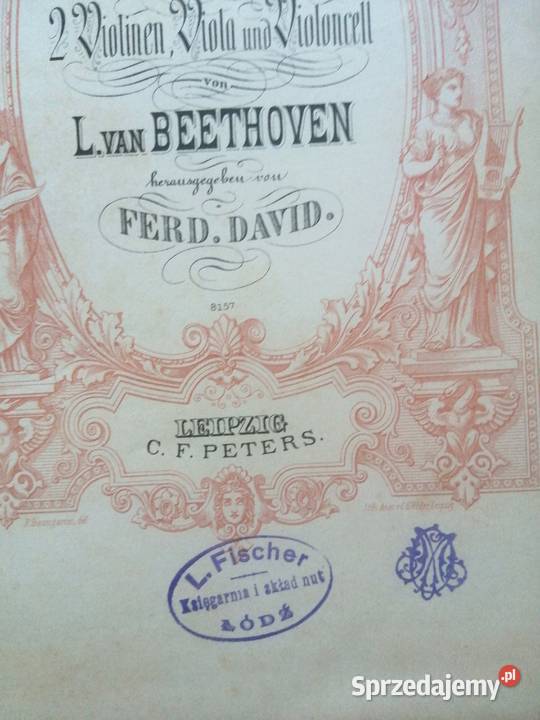 2 Violinen, Viola und Violoncell
von
L. VAN BEETHOVEN
herausgegeben von
FERD. DAVID.
8157
LEIPZIG
C. F. PETERS.
L. Fischer
Księgarnia i skład nut
ŁÓDŹ
Sprzedajemy.pl